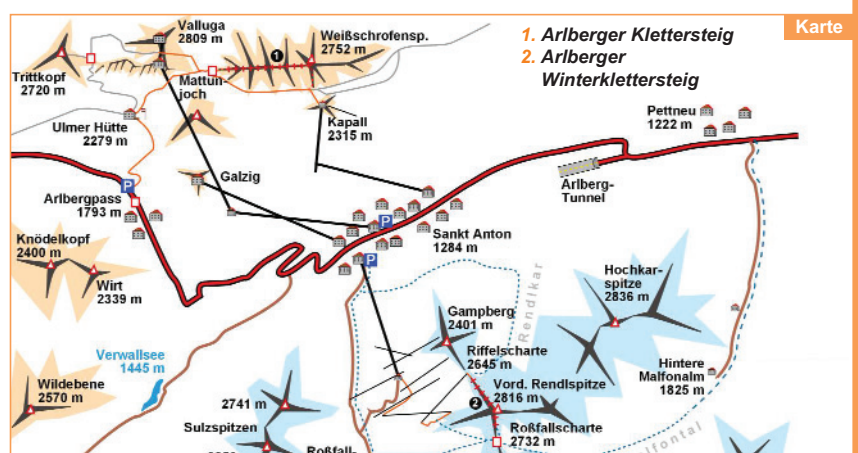 Karte
1. Arlberger Klettersteig
2. Arlberger
Winterklettersteig
Valluga
2809 m
Weißschrofensp.
2752 m
1
Trittkopf
2720 m
Mattun-
joch
Ulmer Hütte
2279 m
Kapall
2315 m
Pettneu
1222 m
Galzig
Arlberg-
Tunnel
P
Arlbergpass
1793 m
P
Sankt Anton
1284 m
P
Knödelkopf
2400 m
Wirt
2339 m
Rendlkar
Hochkar-
spitze
2836 m
Gampberg
2401 m
Riffelscharte
2645 m
Verwallsee
1445 m
Hintere
Malfonalm
1825 m
Wildebene
2570 m
Vord. Rendlspitze
2816 m
2
2741 m
Sulzspitzen
Roßfallscharte
2732 m
Roßfall-